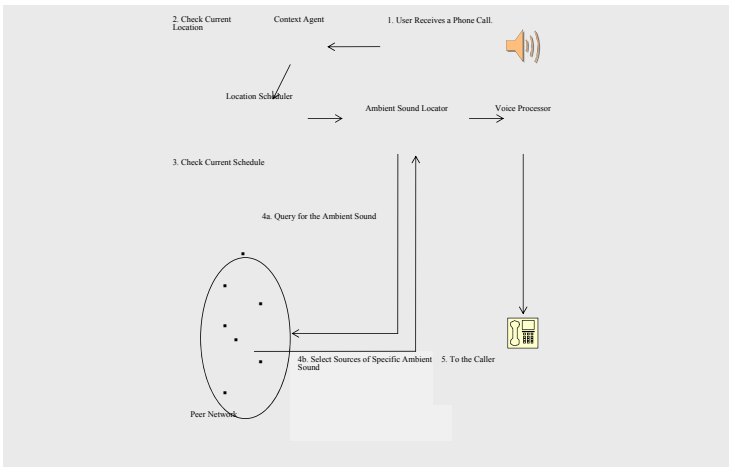 2. Check Current
Location
Context Agent
1. User Receives a Phone Call.
Location Scheduler
Ambient Sound Locator
Voice Processor
3. Check Current Schedule
4a. Query for the Ambient Sound
4b. Select Sources of Specific Ambient
Sound
5. To the Caller
Peer Network